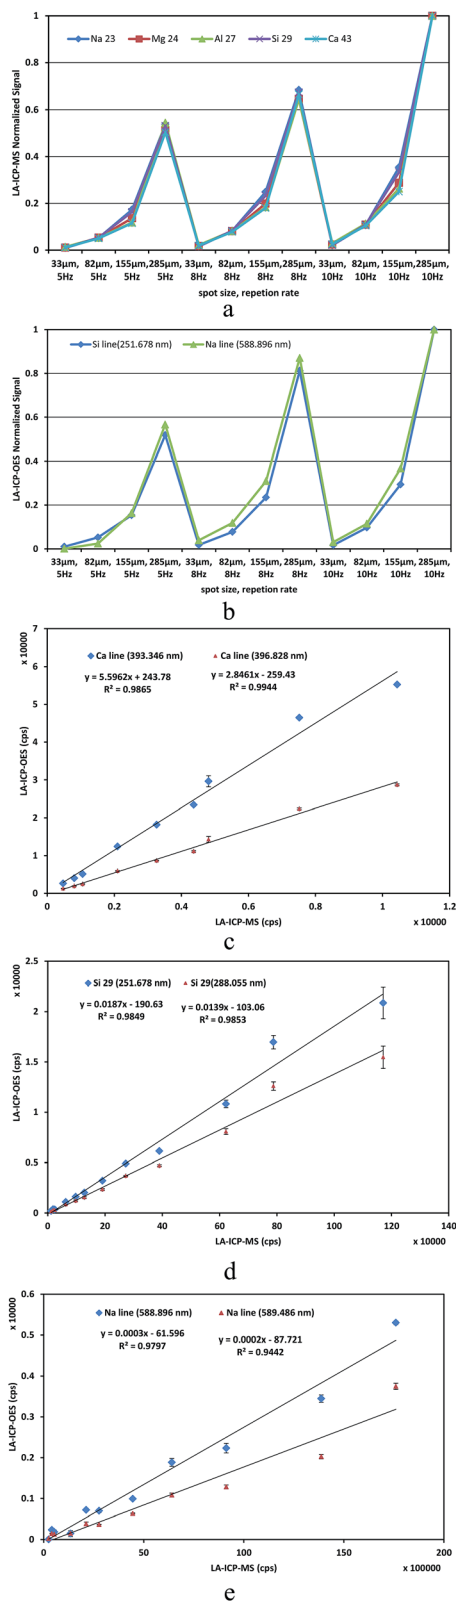 LA-ICP-MS Normalized Signal
1
0.8
0.6
0.4
0.2
0
Na 23 Mg 24 Al 27 Si 29 Ca 43
33µm, 82µm, 155µm, 285µm, 33µm, 82µm, 155µm, 285µm, 33µm, 82µm, 155µm, 285µm,
5Hz 5Hz 5Hz 5Hz 8Hz 8Hz 8Hz 8Hz 10Hz 10Hz 10Hz 10Hz
spot size, repetion rate
a
LA-ICP-OES Normalized Signal
1
0.8
0.6
0.4
0.2
0
Si line(251.678 nm) Na line (588.896 nm)
33µm, 82µm, 155µm, 285µm, 33µm, 82µm, 155µm, 285µm, 33µm, 82µm, 155µm, 285µm,
5Hz 5Hz 5Hz 5Hz 8Hz 8Hz 8Hz 8Hz 10Hz 10Hz 10Hz 10Hz
spot size, repetion rate
b
x 10000
LA-ICP-OES (cps)
7
6
5
4
3
2
1
0
Ca line (393.346 nm) Ca line (396.828 nm)
y = 5.5962x + 243.78 y = 2.8461x - 259.43
R² = 0.9865 R² = 0.9944
0 0.2 0.4 0.6 0.8 1 1.2
LA-ICP-MS (cps) x 10000
c
x 10000
LA-ICP-OES (cps)
2.5
2
1.5
1
0.5
0
Si 29 (251.678 nm) Si 29(288.055 nm)
y = 0.0187x - 190.63 y = 0.0139x - 103.06
R² = 0.9849 R² = 0.9853
0 20 40 60 80 100 120 140
LA-ICP-MS (cps) x 10000
d
x 10000
LA-ICP-OES (cps)
0.6
0.5
0.4
0.3
0.2
0.1
0
Na line (588.896 nm) Na line (589.486 nm)
y = 0.0003x - 61.596 y = 0.0002x - 87.721
R² = 0.9797 R² = 0.9442
0 50 100 150 200
LA-ICP-MS (cps) x 100000
e